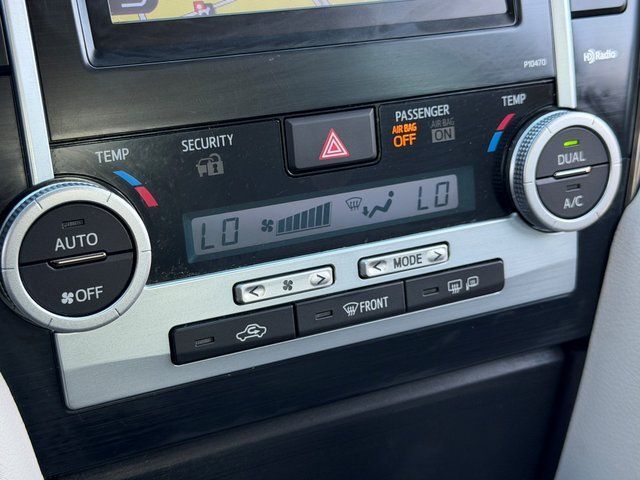 P10470
HD Radio
TEMP
SECURITY
PASSENGER
AIR BAG
OFF
AIR BAG
ON
TEMP
DUAL
A/C
AUTO
OFF
LO
LO
< >
< MODE >
FRONT